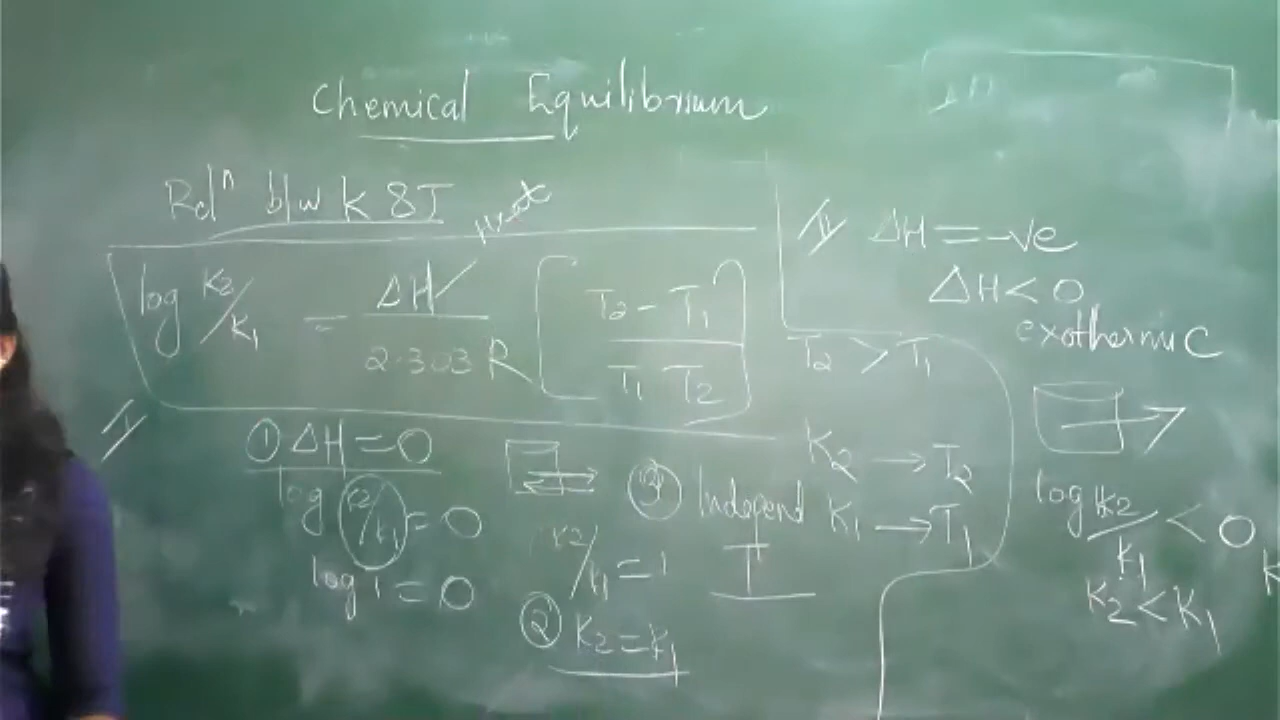 Chemical Equilibrium
Relⁿ b/w K & T
log K2/K1 = ΔH / 2.303 R [ T2 - T1 / T1 T2 ]
I
① ΔH = 0
log K2/K1 = 0
log 1 = 0
K2/K1 = 1
② K2 = K1
③ Independ
T
T2 > T1
K2 → T2
K1 → T1
II ΔH = -ve
ΔH < 0
exothermic
log K2/K1 < 0
K2 < K1
K